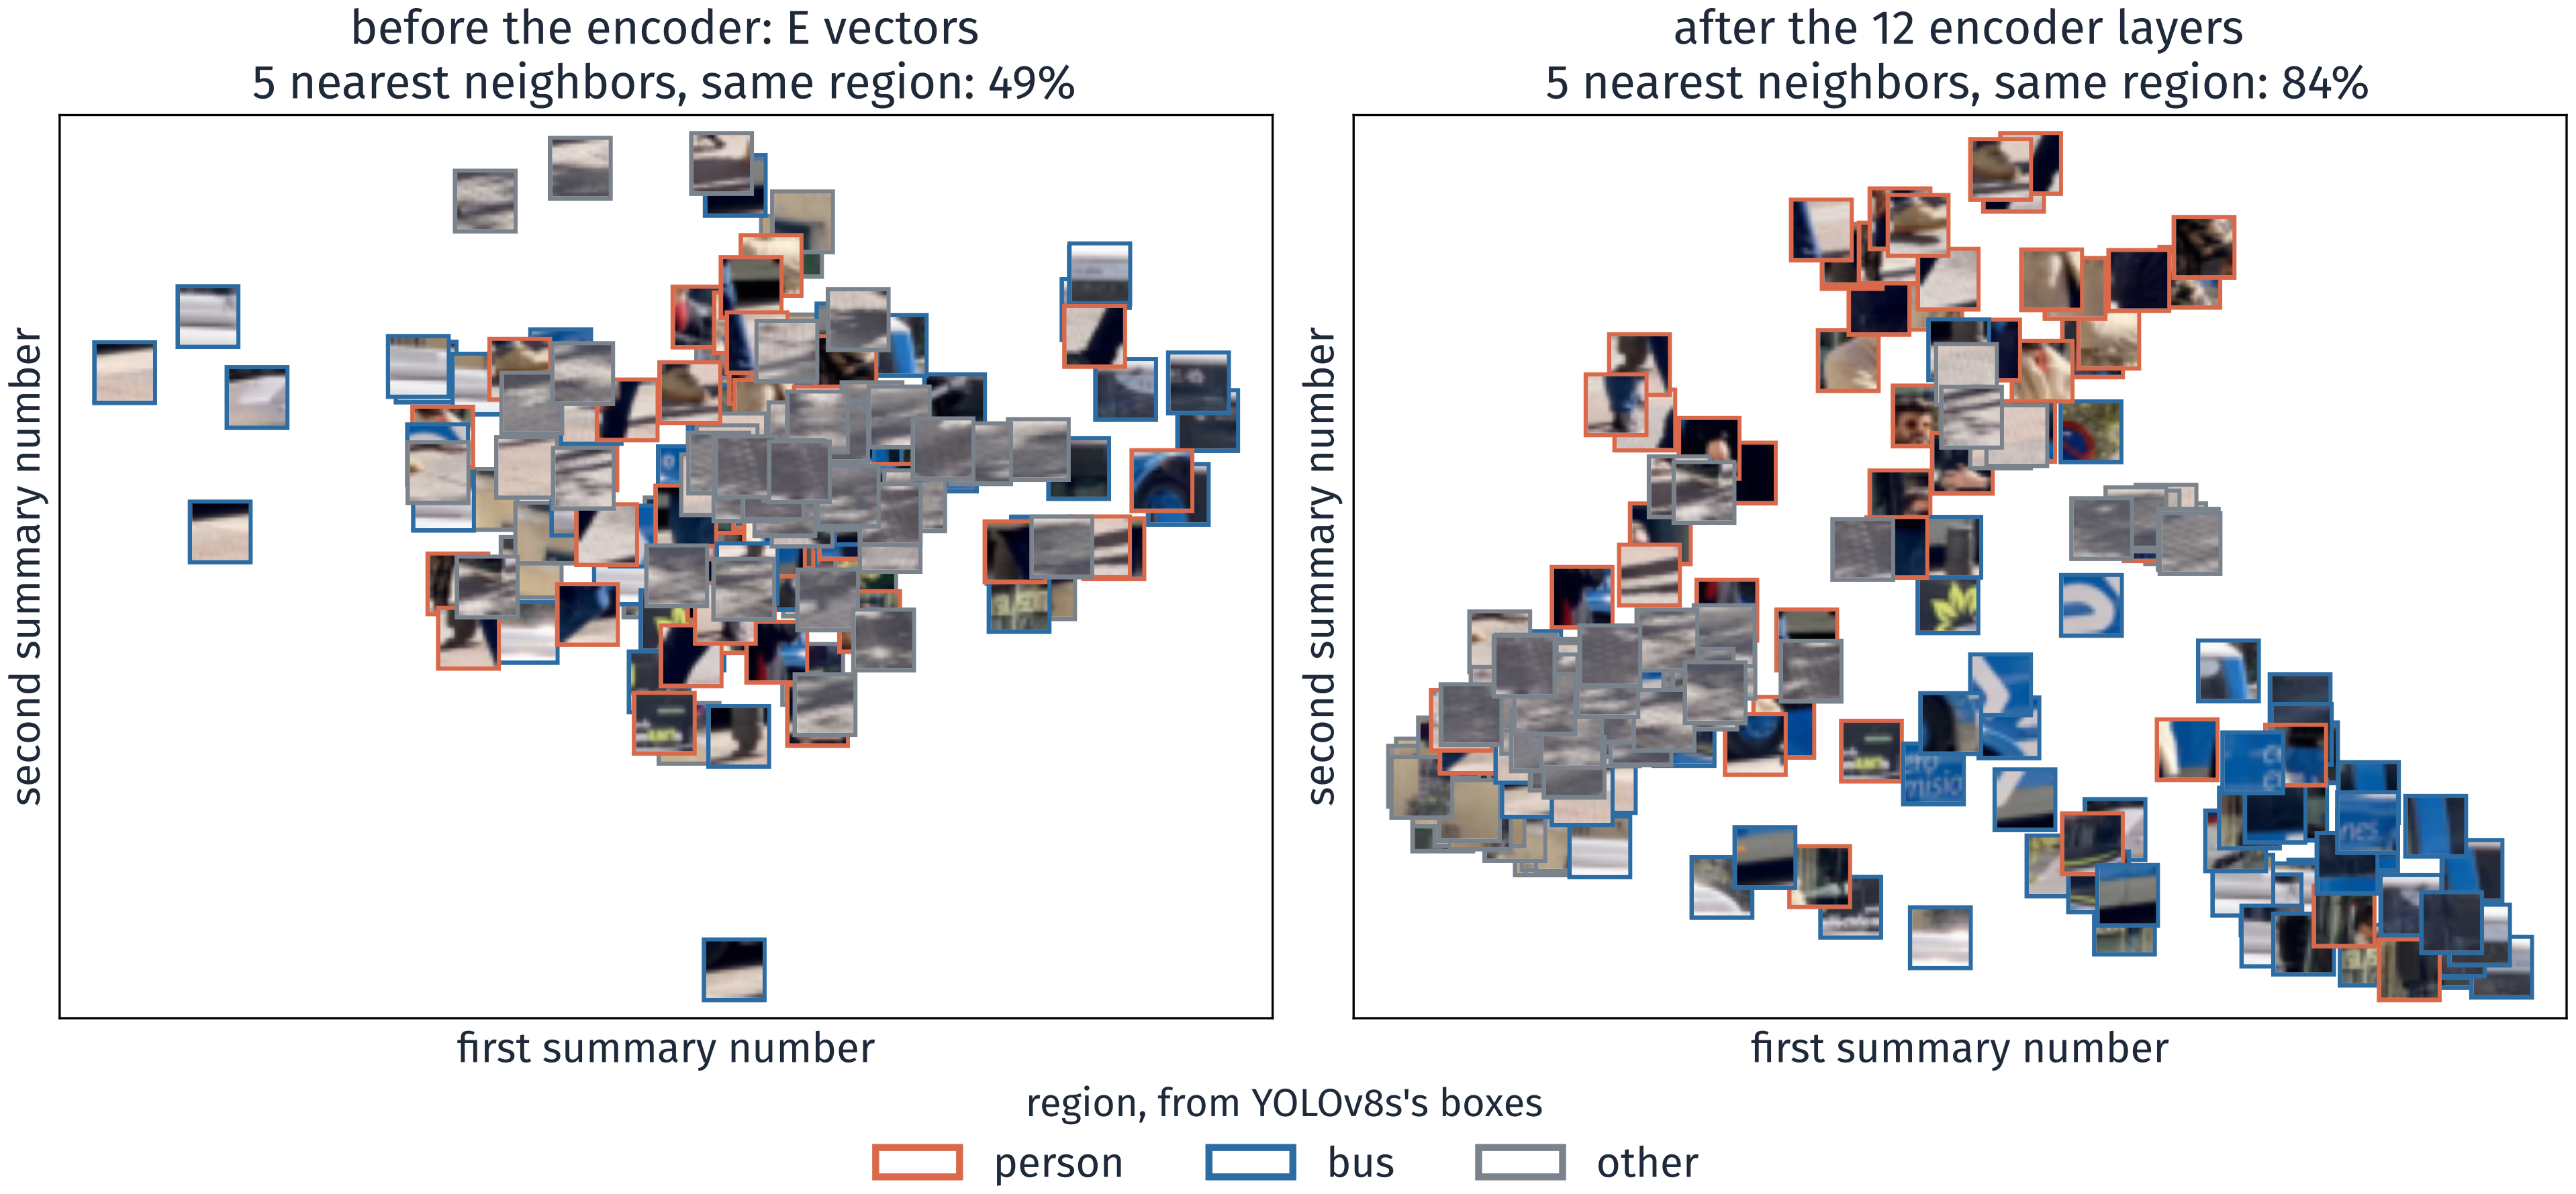 before the encoder: E vectors
5 nearest neighbors, same region: 49%
after the 12 encoder layers
5 nearest neighbors, same region: 84%
second summary number
second summary number
first summary number
first summary number
region, from YOLOv8s's boxes
person
bus
other